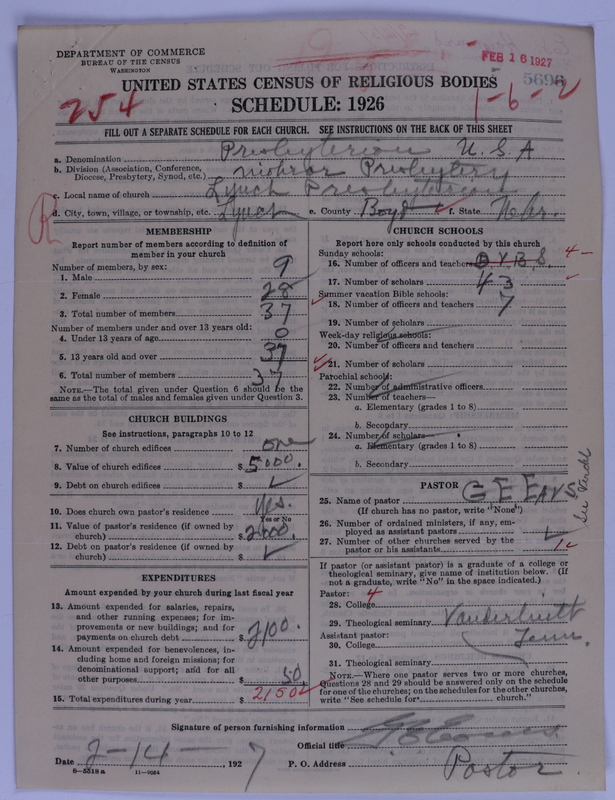 DEPARTMENT OF COMMERCE
BUREAU OF THE CENSUS
WASHINGTON
FEB 16 1927
5696
UNITED STATES CENSUS OF RELIGIOUS BODIES
254
SCHEDULE: 1926
1-6-2
FILL OUT A SEPARATE SCHEDULE FOR EACH CHURCH. SEE INSTRUCTIONS ON THE BACK OF THIS SHEET
a. Denomination Presbyterian U. S. A
b. Division (Association, Conference, Diocese, Presbytery, Synod, etc.) Presbytery
c. Local name of church Lynch Presbyterian
d. City, town, village, or township, etc. Lynch e. County Boyd f. State Nebr.
R
MEMBERSHIP
Report number of members according to definition of member in your church
Number of members, by sex:
1. Male 9
2. Female 28
3. Total number of members 37
Number of members under and over 13 years old:
4. Under 13 years of age 0
5. 13 years old and over 37
6. Total number of members 37
NOTE.—The total given under Question 6 should be the same as the total of males and females given under Question 3.
CHURCH BUILDINGS
See instructions, paragraphs 10 to 12
7. Number of church edifices one
8. Value of church edifices $ 5000.
9. Debt on church edifices $
10. Does church own pastor's residence? Yes.
Yes or No
11. Value of pastor's residence (if owned by church) $ 2000.
12. Debt on pastor's residence (if owned by church) $
EXPENDITURES
Amount expended by your church during last fiscal year
13. Amount expended for salaries, repairs, and other running expenses; for improvements or new buildings; and for payments on church debt $ 2100.
14. Amount expended for benevolences, including home and foreign missions; for denominational support; and for all other purposes $ 50.
15. Total expenditures during year $ 2150
CHURCH SCHOOLS
Report here only schools conducted by this church
Sunday schools:
16. Number of officers and teachers D. V. B. S. 4
17. Number of scholars 43
Summer vacation Bible schools:
18. Number of officers and teachers 7
19. Number of scholars
Week-day religious schools:
20. Number of officers and teachers
21. Number of scholars
Parochial schools:
22. Number of administrative officers
23. Number of teachers—
a. Elementary (grades 1 to 8)
b. Secondary
24. Number of scholars—
a. Elementary (grades 1 to 8)
b. Secondary
PASTOR
25. Name of pastor G E EAVS
(If church has no pastor, write "None")
26. Number of ordained ministers, if any, employed as assistant pastors
27. Number of other churches served by the pastor or his assistants 1
If pastor (or assistant pastor) is a graduate of a college or theological seminary, give name of institution below. (If not a graduate, write "No" in the space indicated.)
Pastor: 4
28. College
29. Theological seminary Vanderbuilt Tenn.
Assistant pastor:
30. College
31. Theological seminary
NOTE.—Where one pastor serves two or more churches, Questions 28 and 29 should be answered only on the schedule for one of the churches; on the schedules for the other churches, write "See schedule for church."
Signature of person furnishing information
Official title
Date 2-14- , 1927 P. O. Address Pastor.
8-5518 a 11-9054